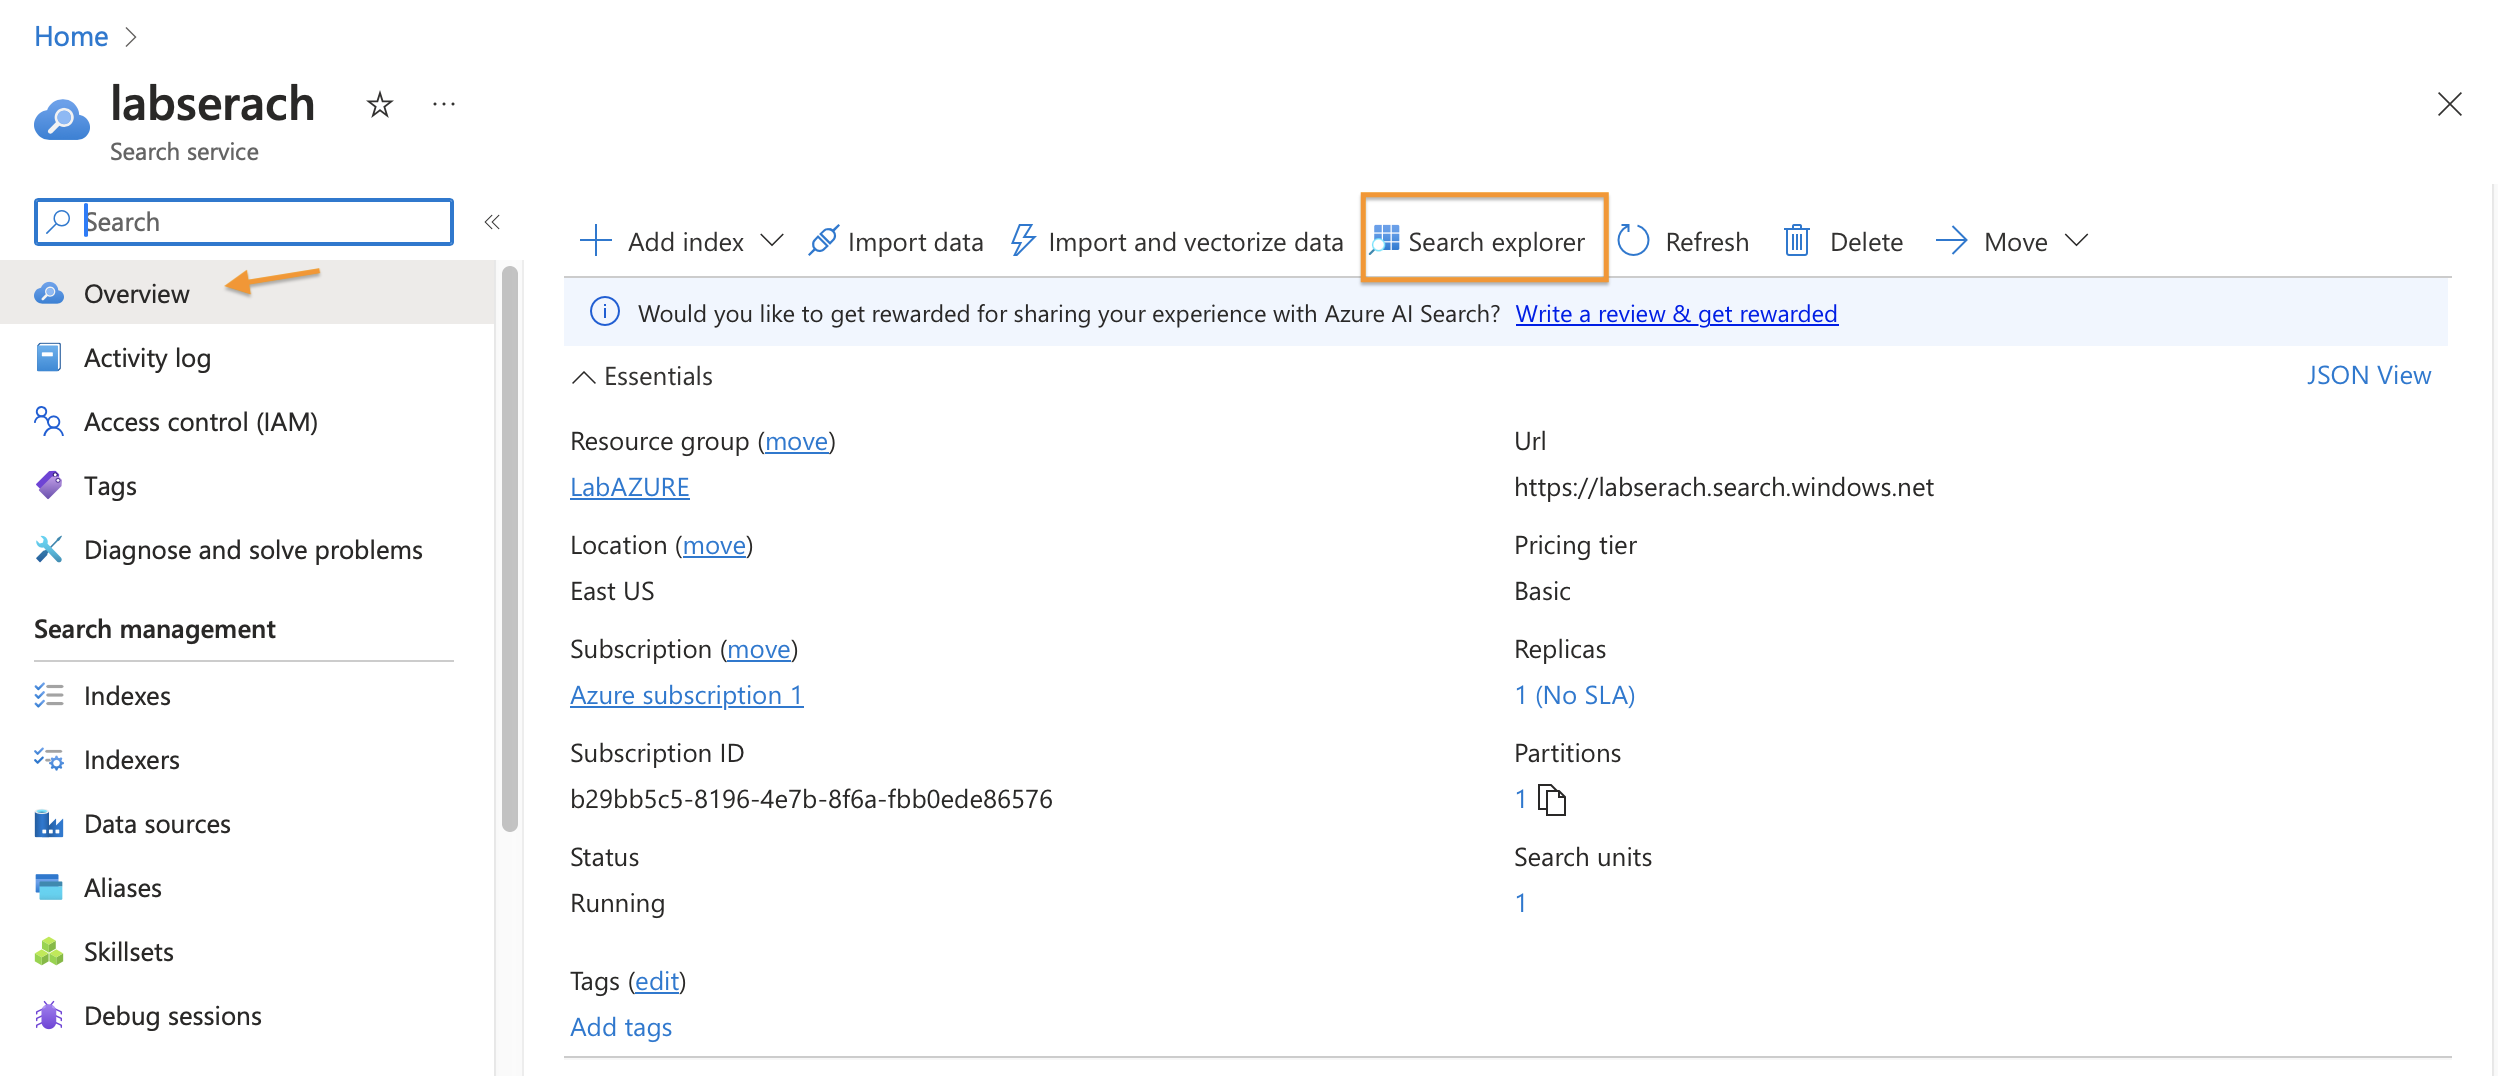 Home
labserach
Search service
Search
Overview
Activity log
Access control (IAM)
Tags
Diagnose and solve problems
Search management
Indexes
Indexers
Data sources
Aliases
Skillsets
Debug sessions
Add index Import data Import and vectorize data Search explorer Refresh Delete Move
Would you like to get rewarded for sharing your experience with Azure AI Search? Write a review & get rewarded
Essentials
JSON View
Resource group (move)
LabAZURE
Location (move)
East US
Subscription (move)
Azure subscription 1
Subscription ID
b29bb5c5-8196-4e7b-8f6a-fbb0ede86576
Status
Running
Url
https://labserach.search.windows.net
Pricing tier
Basic
Replicas
1 (No SLA)
Partitions
1
Search units
1
Tags (edit)
Add tags